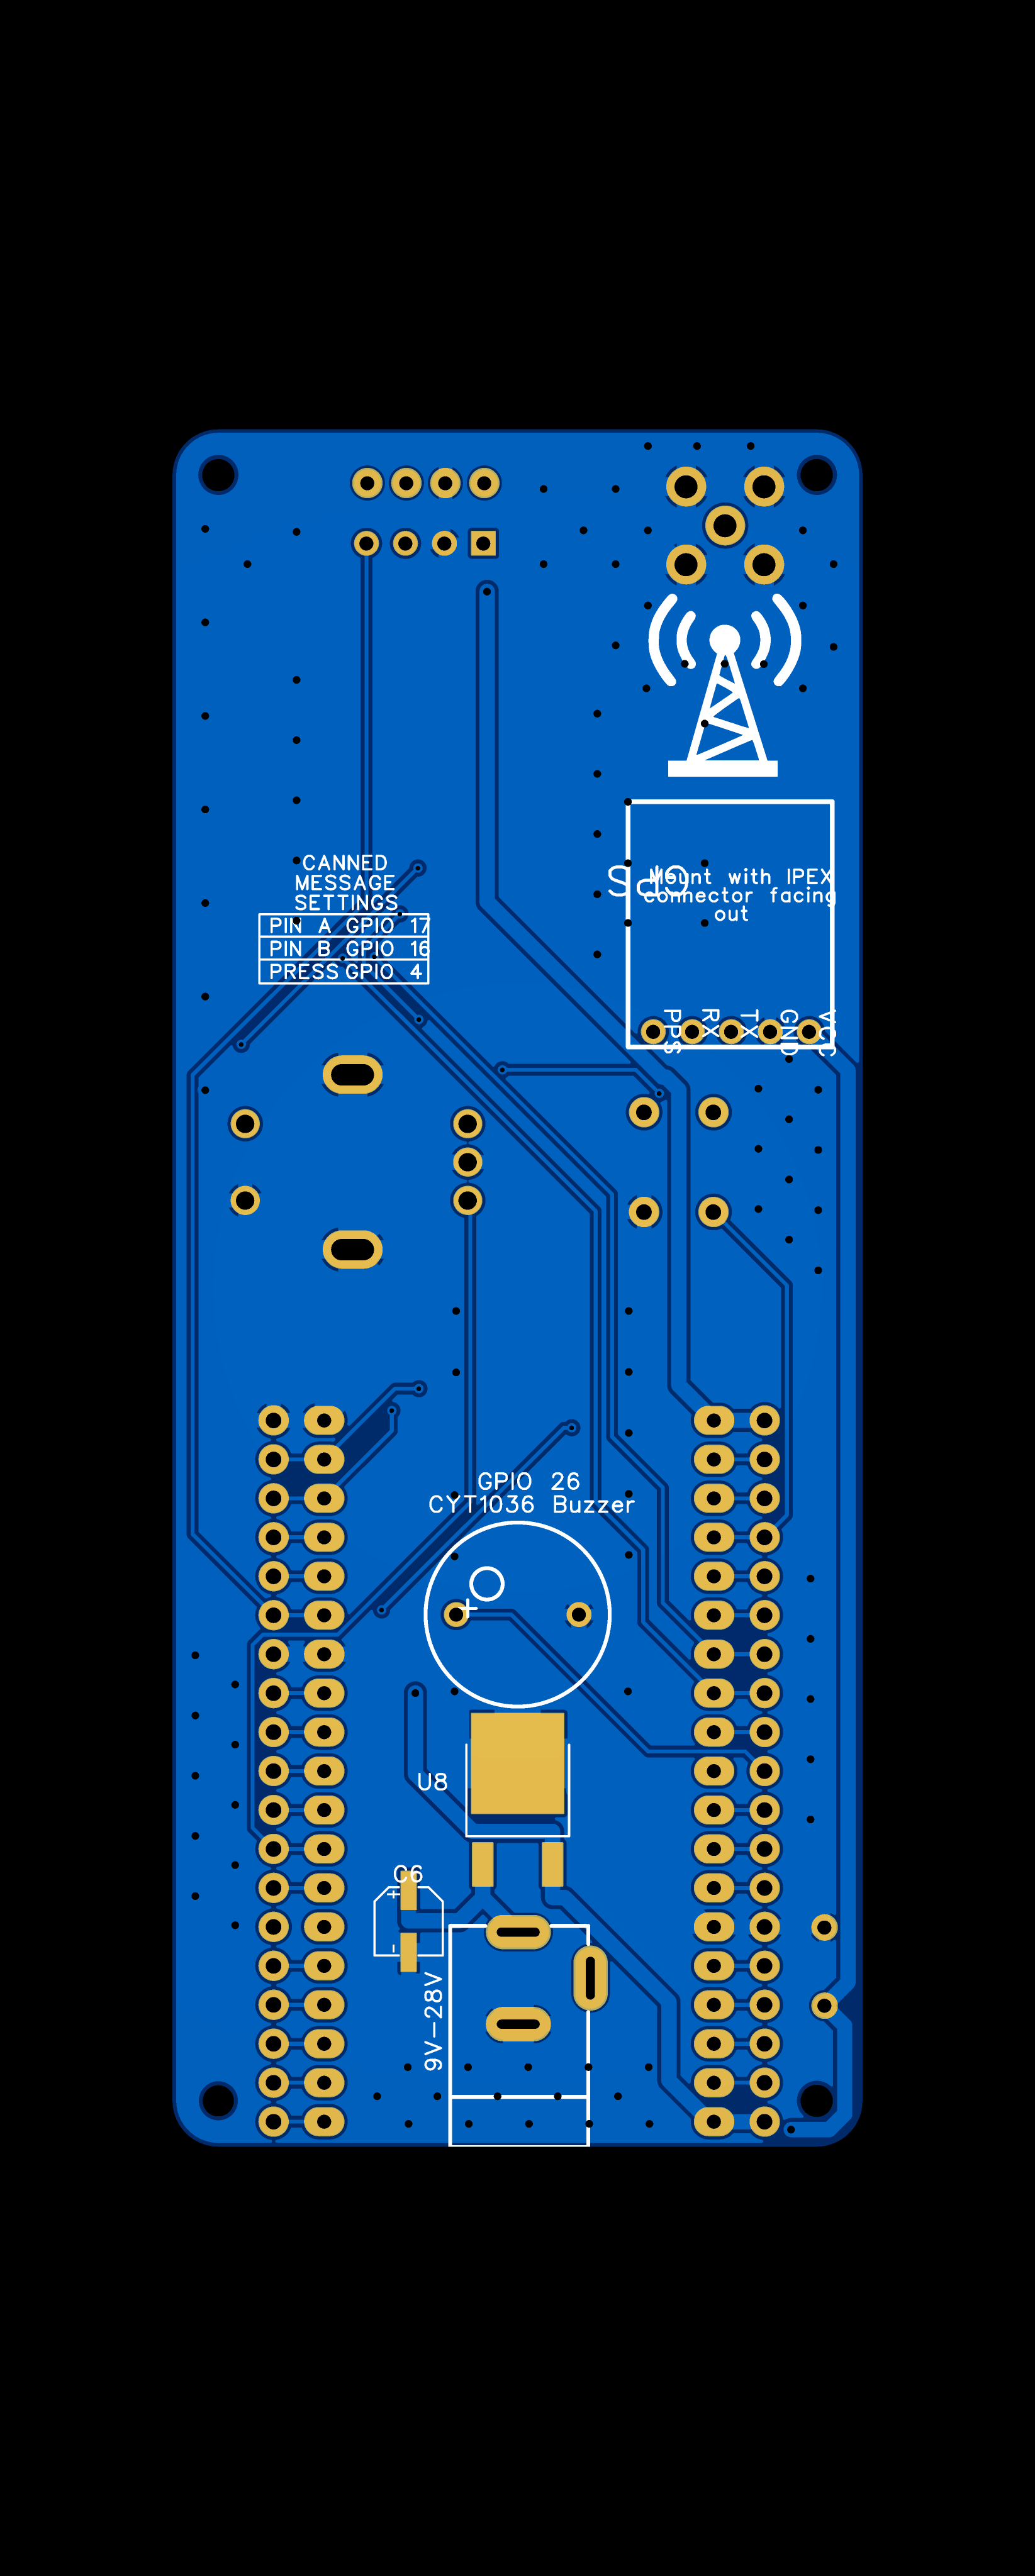 CANNED
MESSAGE
SETTINGS
PIN A GPIO 17
PIN B GPIO 16
PRESS GPIO 4
GPS
Mount with IPEX
connector facing
out
PPS
RX
TX
GND
VCC
GPIO 26
CYT1036 Buzzer
+
U8
C6
+
-
9V-28V